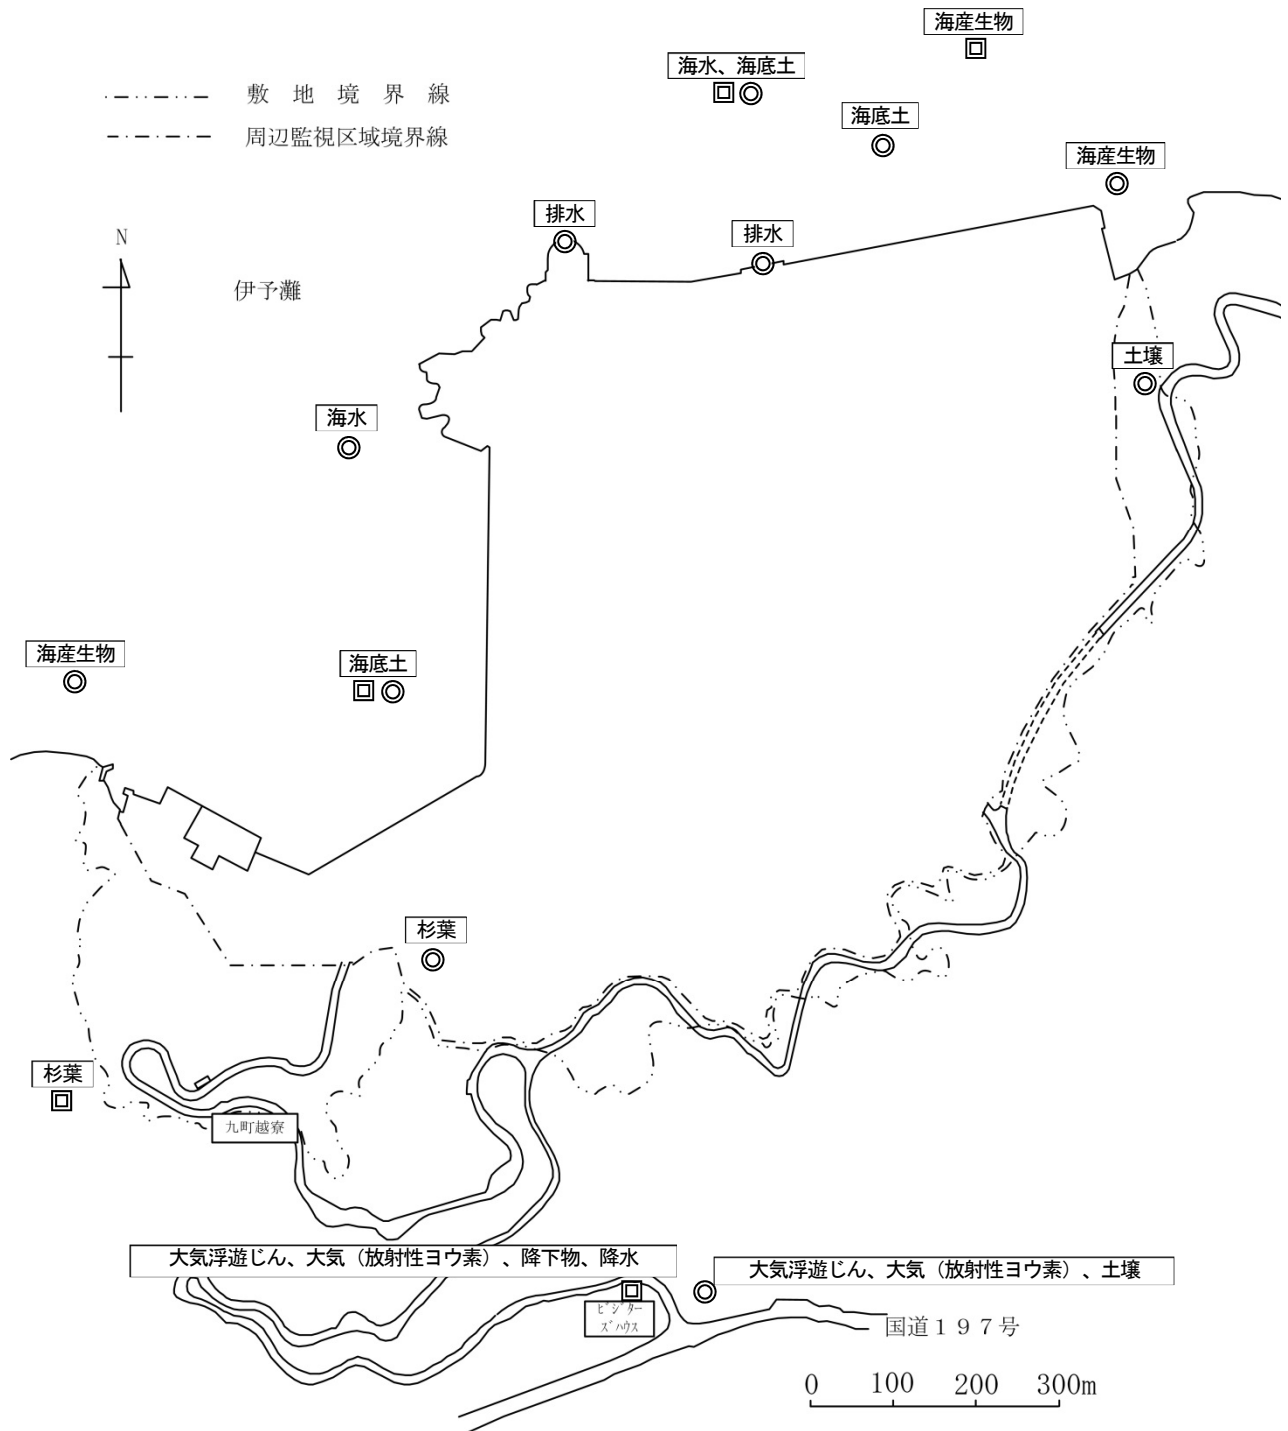 海産生物
海水、海底土
敷地境界線
海底土
周辺監視区域境界線
海産生物
排水
排水
N
伊予灘
土壌
海水
海産生物
海底土
杉葉
杉葉
九町越寮
大気浮遊じん、大気（放射性ヨウ素）、降下物、降水
大気浮遊じん、大気（放射性ヨウ素）、土壌
ﾋﾞｼﾞﾀｰ
ｽﾞﾊｳｽ
国道１９７号
0 100 200 300m